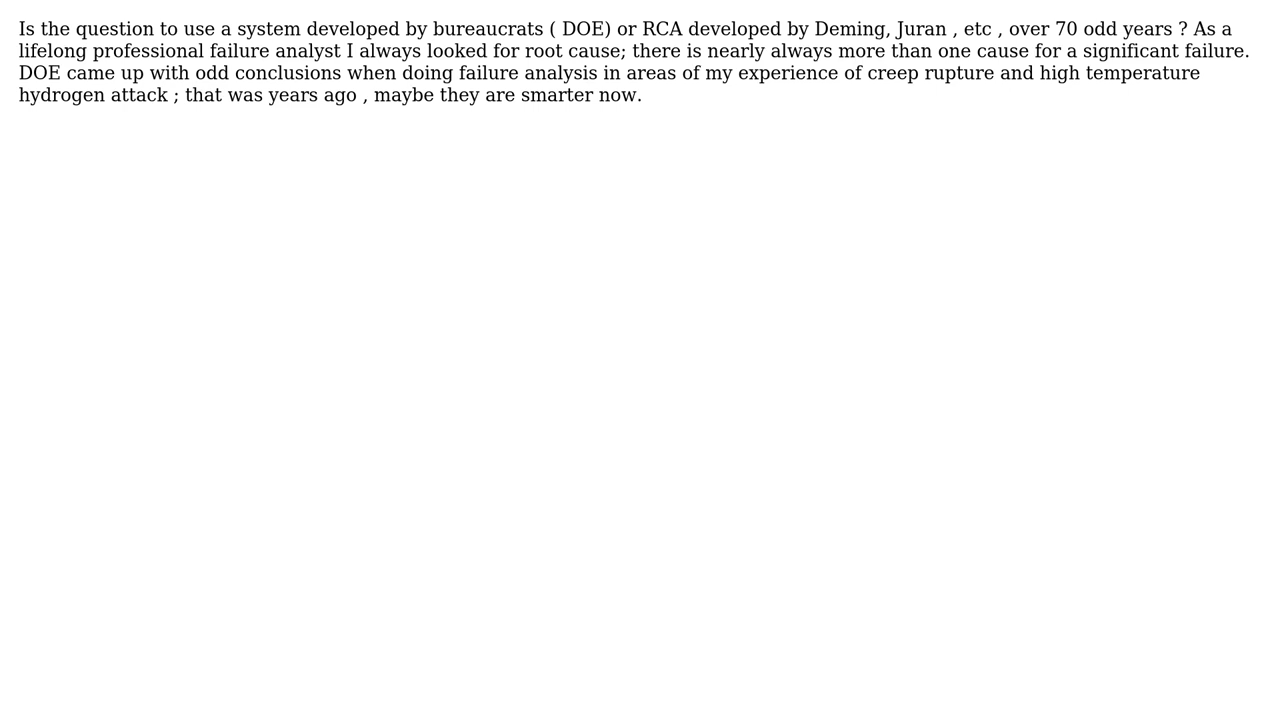 Is the question to use a system developed by bureaucrats ( DOE) or RCA developed by Deming, Juran , etc , over 70 odd years ? As a
lifelong professional failure analyst I always looked for root cause; there is nearly always more than one cause for a significant failure.
DOE came up with odd conclusions when doing failure analysis in areas of my experience of creep rupture and high temperature
hydrogen attack ; that was years ago , maybe they are smarter now.